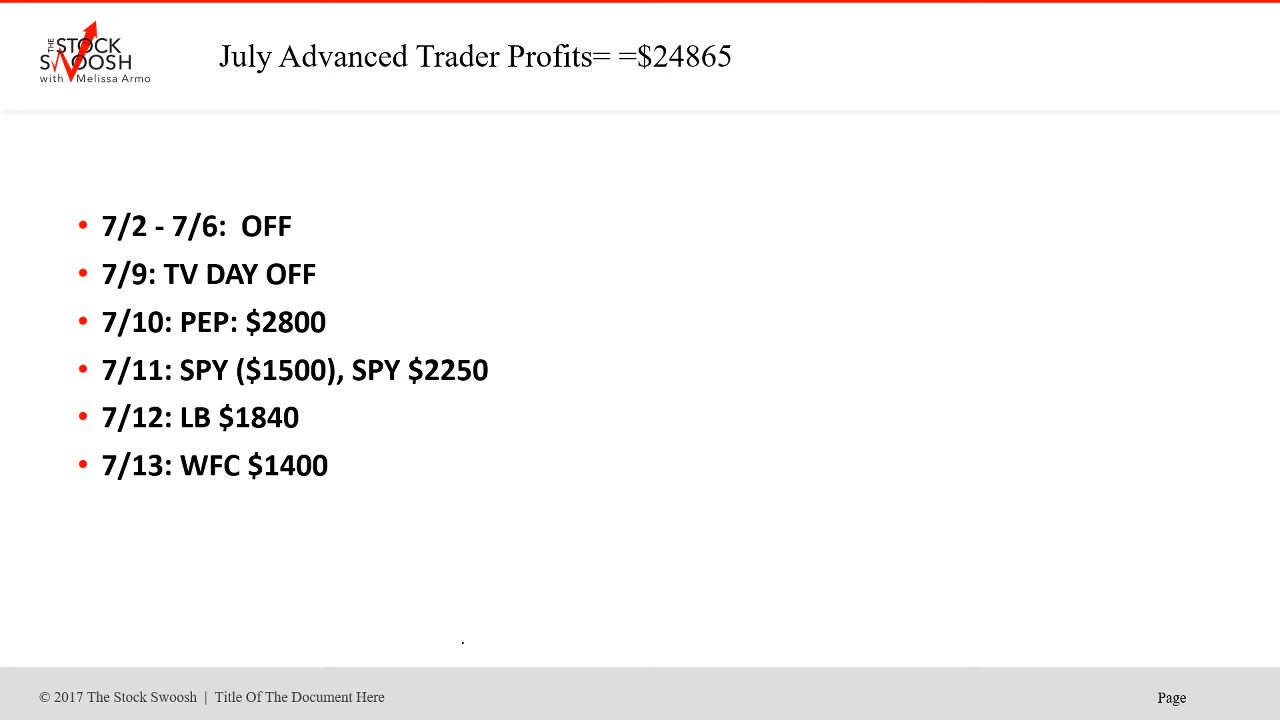 THE STOCK
SWOOSH
with Melissa Armo
July Advanced Trader Profits= =$24865
• 7/2 - 7/6:  OFF
• 7/9: TV DAY OFF
• 7/10: PEP: $2800
• 7/11: SPY ($1500), SPY $2250
• 7/12: LB $1840
• 7/13: WFC $1400
.
© 2017 The Stock Swoosh | Title Of The Document Here
Page